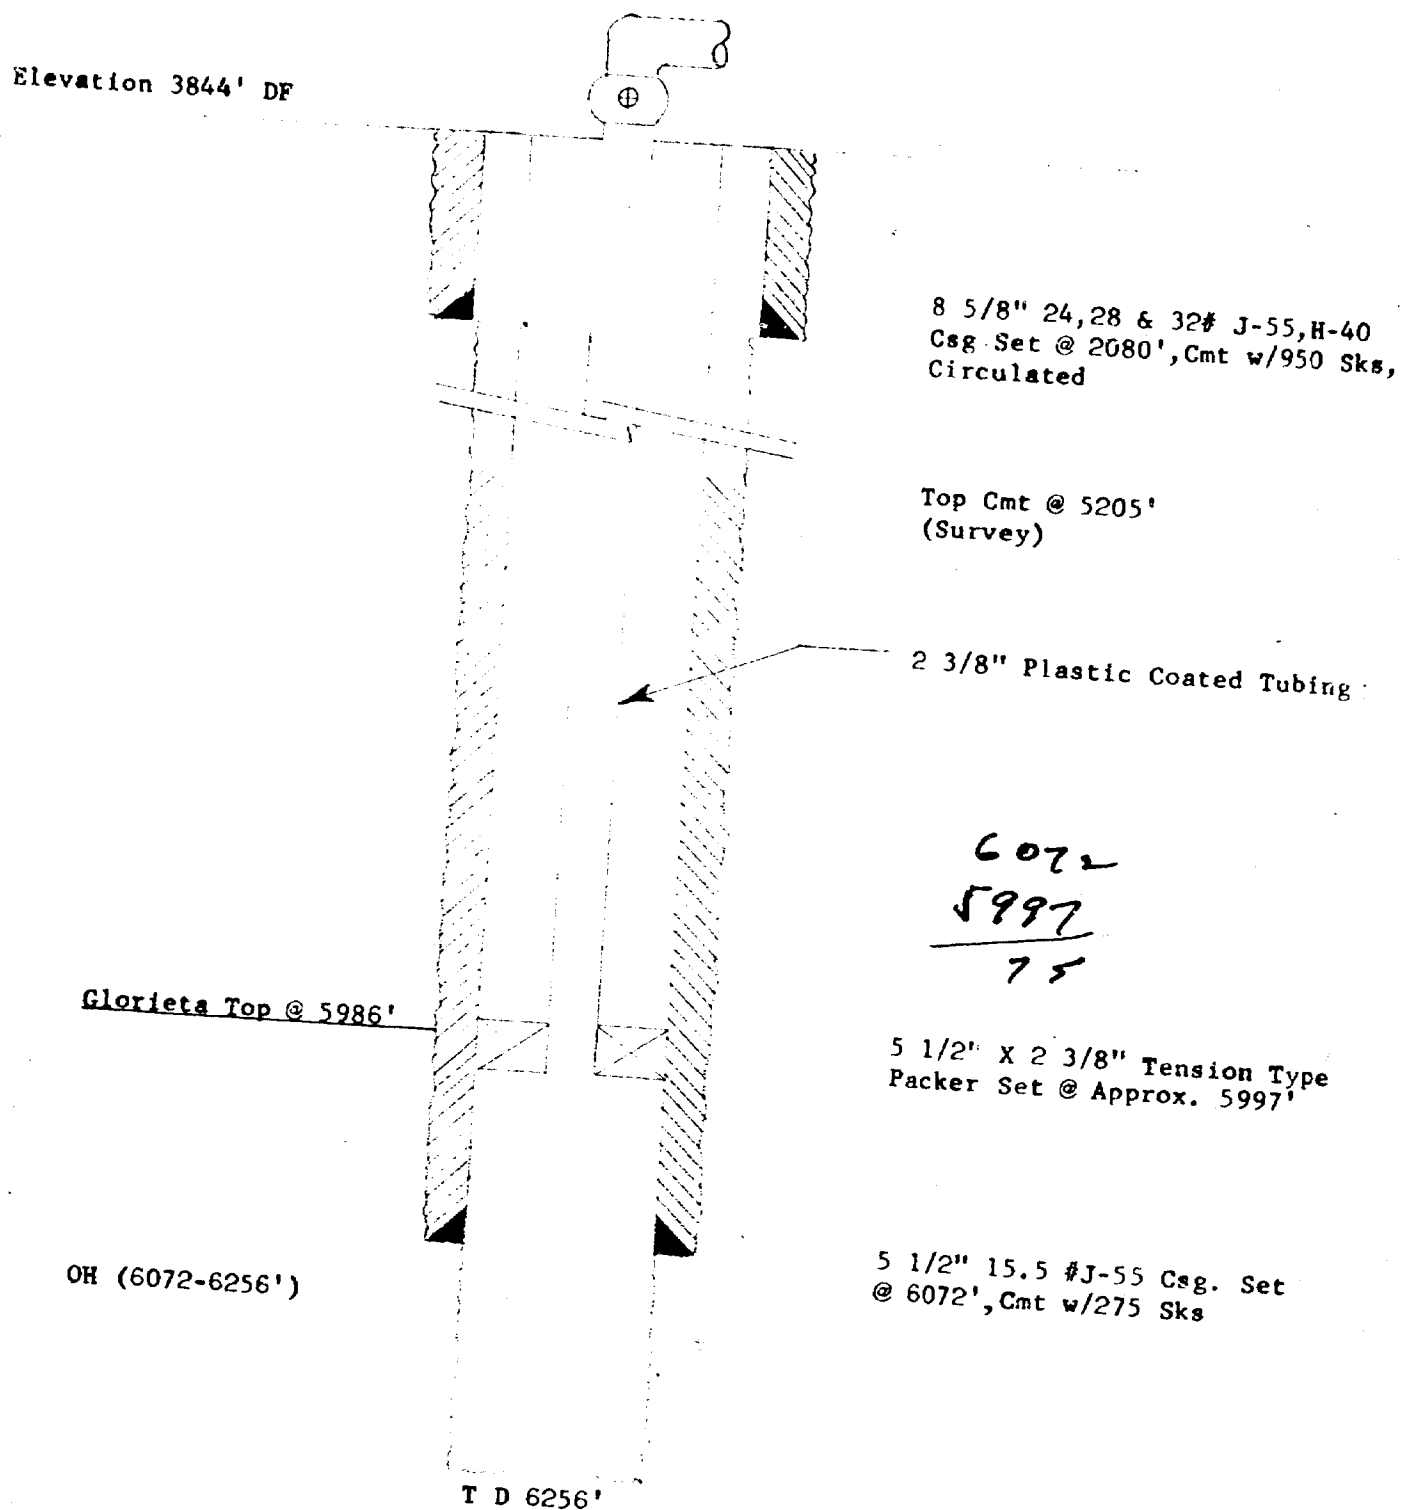 Elevation 3844' DF
8 5/8" 24,28 & 32# J-55,H-40
Csg Set @ 2080',Cmt w/950 Sks,
Circulated
Top Cmt @ 5205'
(Survey)
2 3/8" Plastic Coated Tubing
6072
5997
75
Glorieta Top @ 5986'
5 1/2" X 2 3/8" Tension Type
Packer Set @ Approx. 5997'
OH (6072-6256')
5 1/2" 15.5 #J-55 Csg. Set
@ 6072',Cmt w/275 Sks
T D 6256'